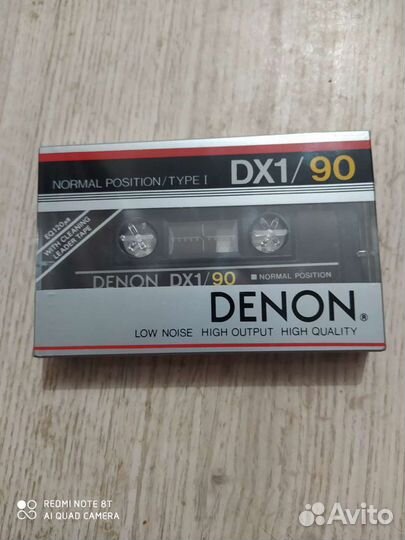 NORMAL POSITION/TYPE I DX1/90
EQ120μs
WITH CLEANING
LEADER TAPE
DENON DX1/90 ■ NORMAL POSITION
DENON®
LOW NOISE HIGH OUTPUT HIGH QUALITY
REDMI NOTE 8T
AI QUAD CAMERA
Avito